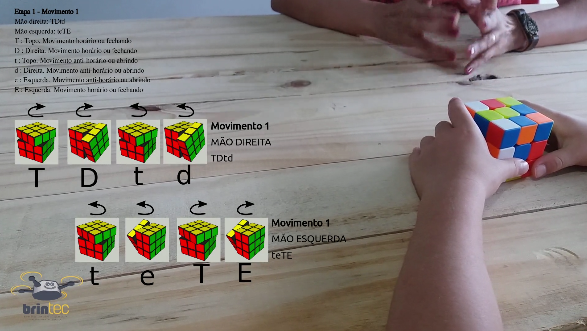 Etapa 1 - Movimento 1
Mão direita: TDtd
Mão esquerda: teTE
T : Topo. Movimento horário ou fechando
D : Direita. Movimento horário ou fechando
t : Topo. Movimento anti-horário ou abrindo
d : Direita. Movimento anti-horário ou abrindo
e : Esquerda. Movimento anti-horário ou abrindo
E : Esquerda. Movimento horário ou fechando
Movimento 1
MÃO DIREITA
TDtd
T D t d
Movimento 1
MÃO ESQUERDA
teTE
t e T E
brintec